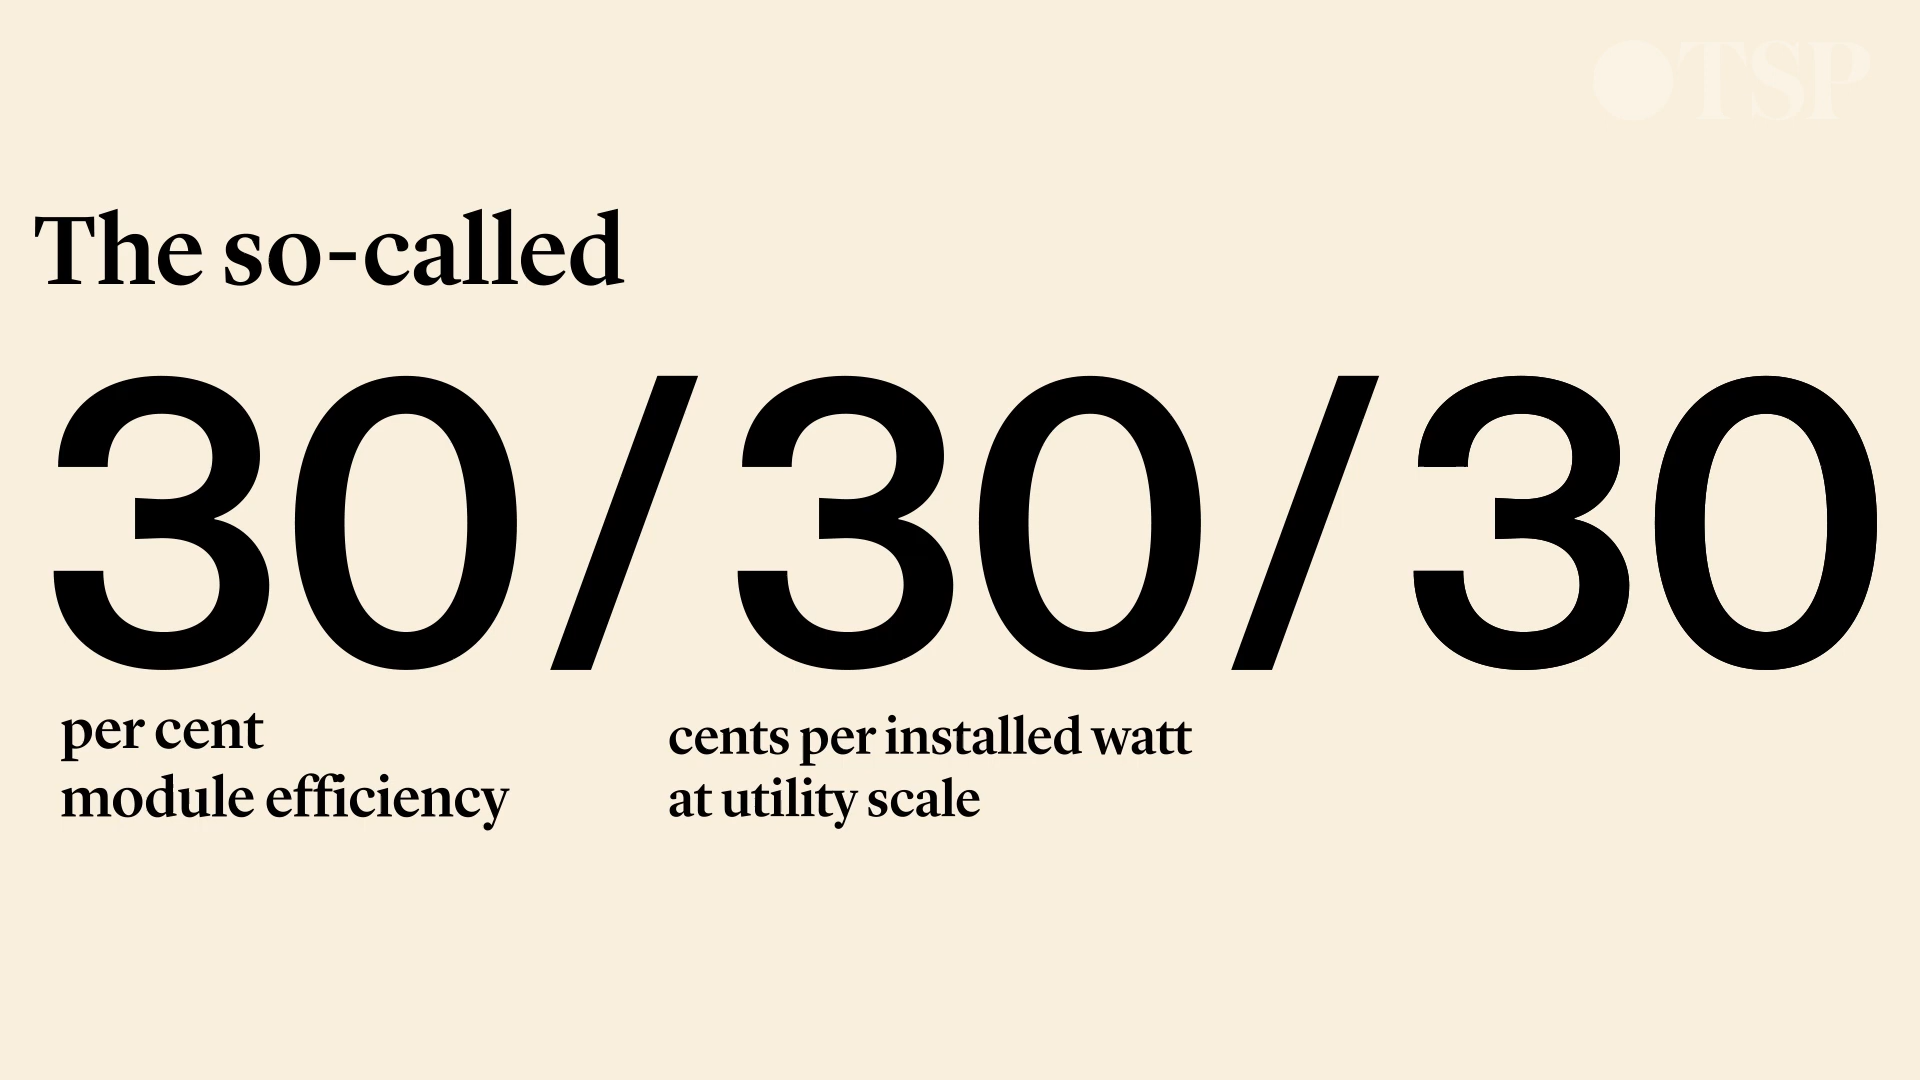 TSP
The so-called
30/30/30
per cent
module efficiency
cents per installed watt
at utility scale